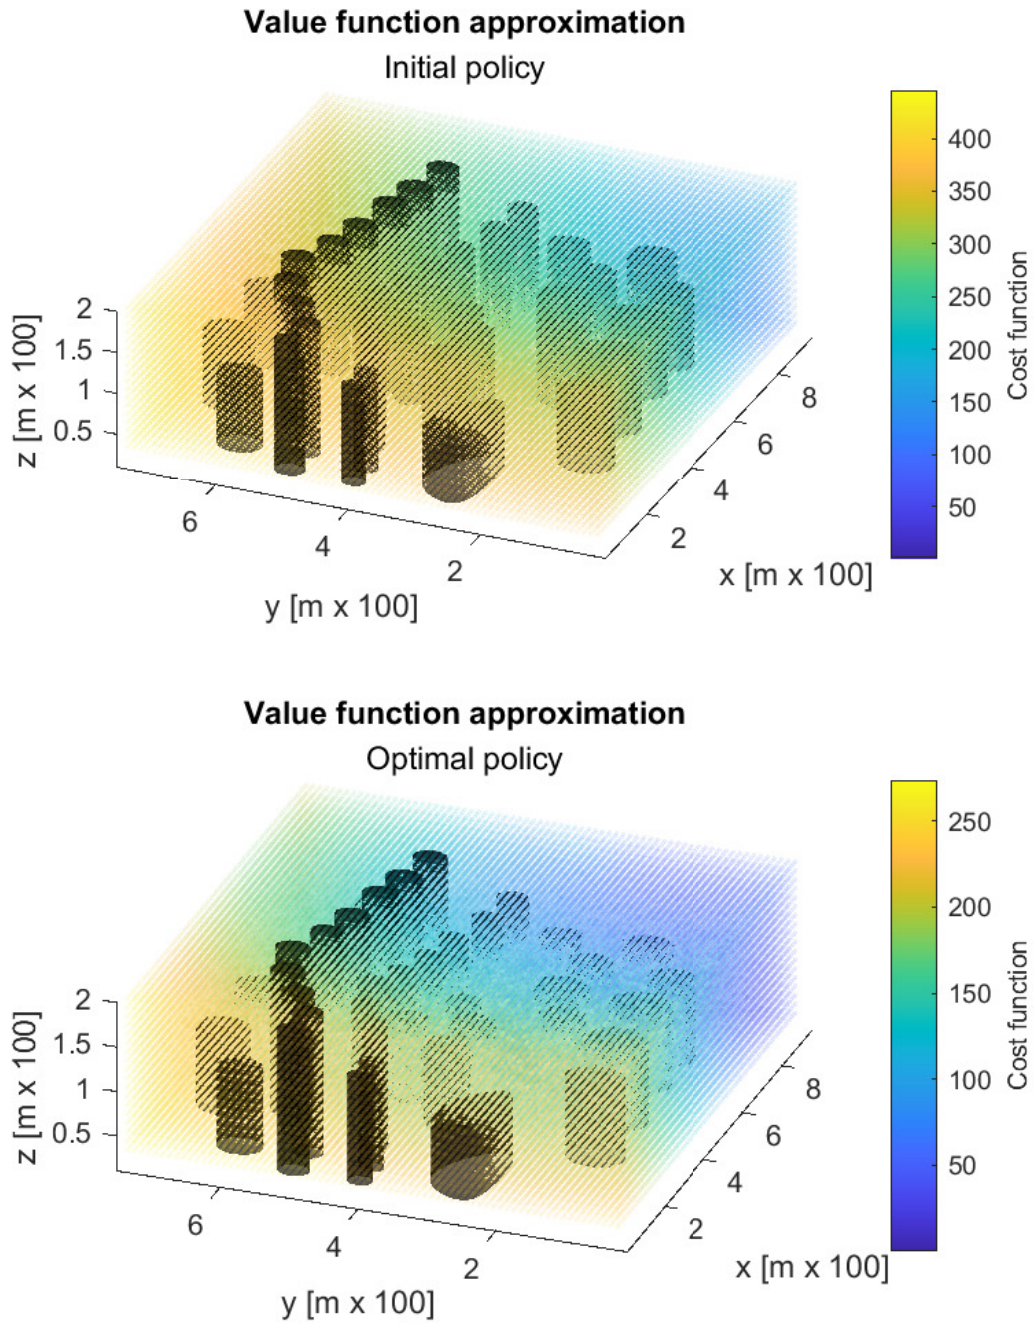 Value function approximation
Initial policy
2
1.5
1
0.5
z [m x 100]
6
4
2
y [m x 100]
2
4
6
8
x [m x 100]
400
350
300
250
200
150
100
50
Cost function
Value function approximation
Optimal policy
2
1.5
1
0.5
z [m x 100]
6
4
2
y [m x 100]
2
4
6
8
x [m x 100]
250
200
150
100
50
Cost function